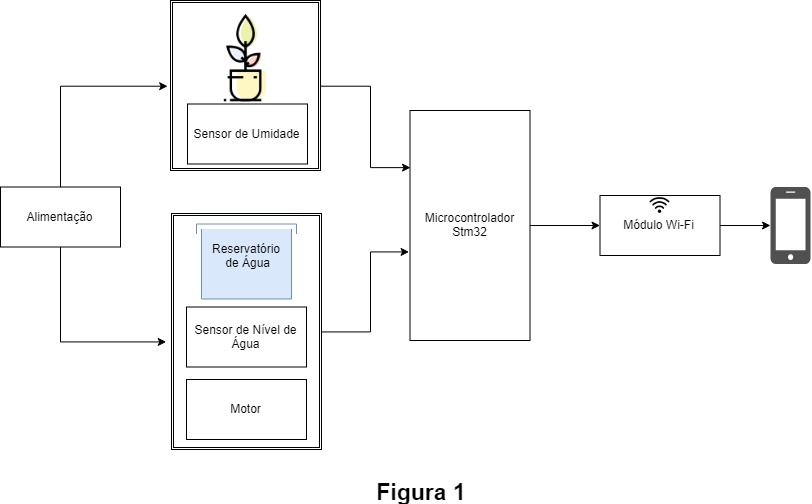 Sensor de Umidade
Alimentação
Reservatório
de Água
Sensor de Nível de
Água
Motor
Microcontrolador
Stm32
Módulo Wi-Fi
Figura 1